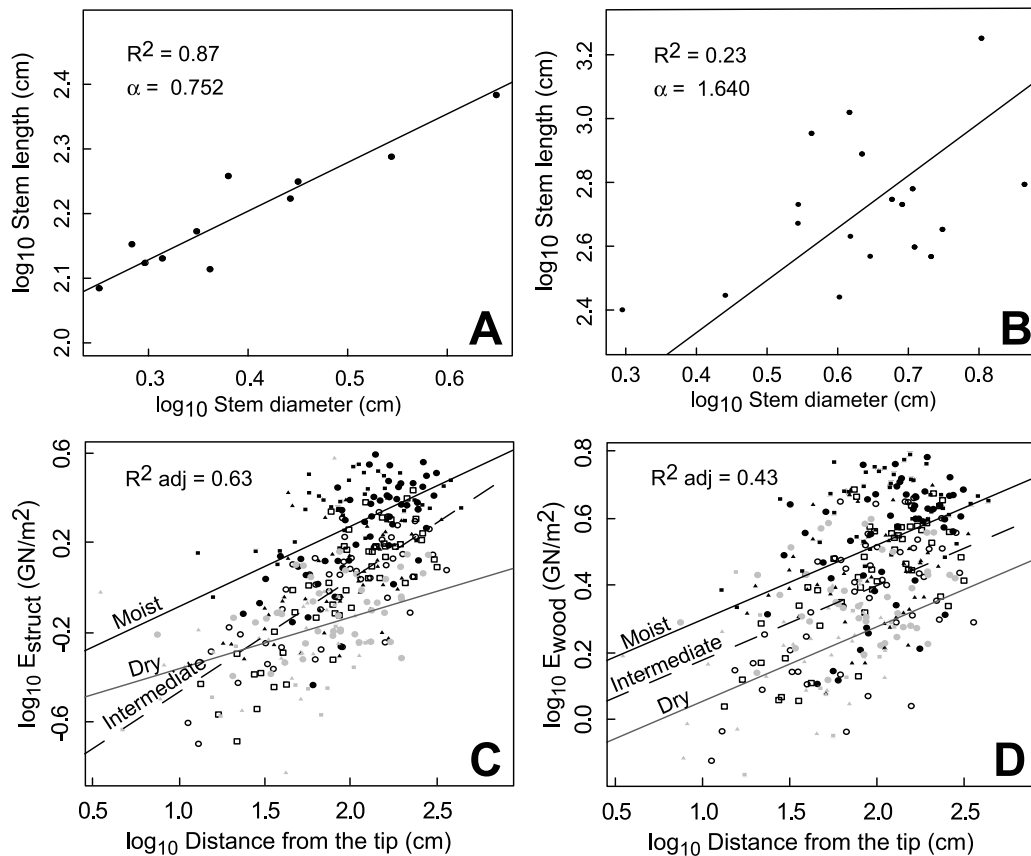 R2 = 0.87
α = 0.752
log10 Stem length (cm)
2.4
2.3
2.2
2.1
2.0
0.3 0.4 0.5 0.6
log10 Stem diameter (cm)
A
R2 = 0.23
α = 1.640
log10 Stem length (cm)
3.2
3.0
2.8
2.6
2.4
0.3 0.4 0.5 0.6 0.7 0.8
log10 Stem diameter (cm)
B
R2 adj = 0.63
log10 Estruct (GN/m2)
0.6
0.2
-0.2
-0.6
Moist
Dry
Intermediate
0.5 1.0 1.5 2.0 2.5
log10 Distance from the tip (cm)
C
R2 adj = 0.43
log10 Ewood (GN/m2)
0.8
0.6
0.4
0.2
0.0
Moist
Intermediate
Dry
0.5 1.0 1.5 2.0 2.5
log10 Distance from the tip (cm)
D